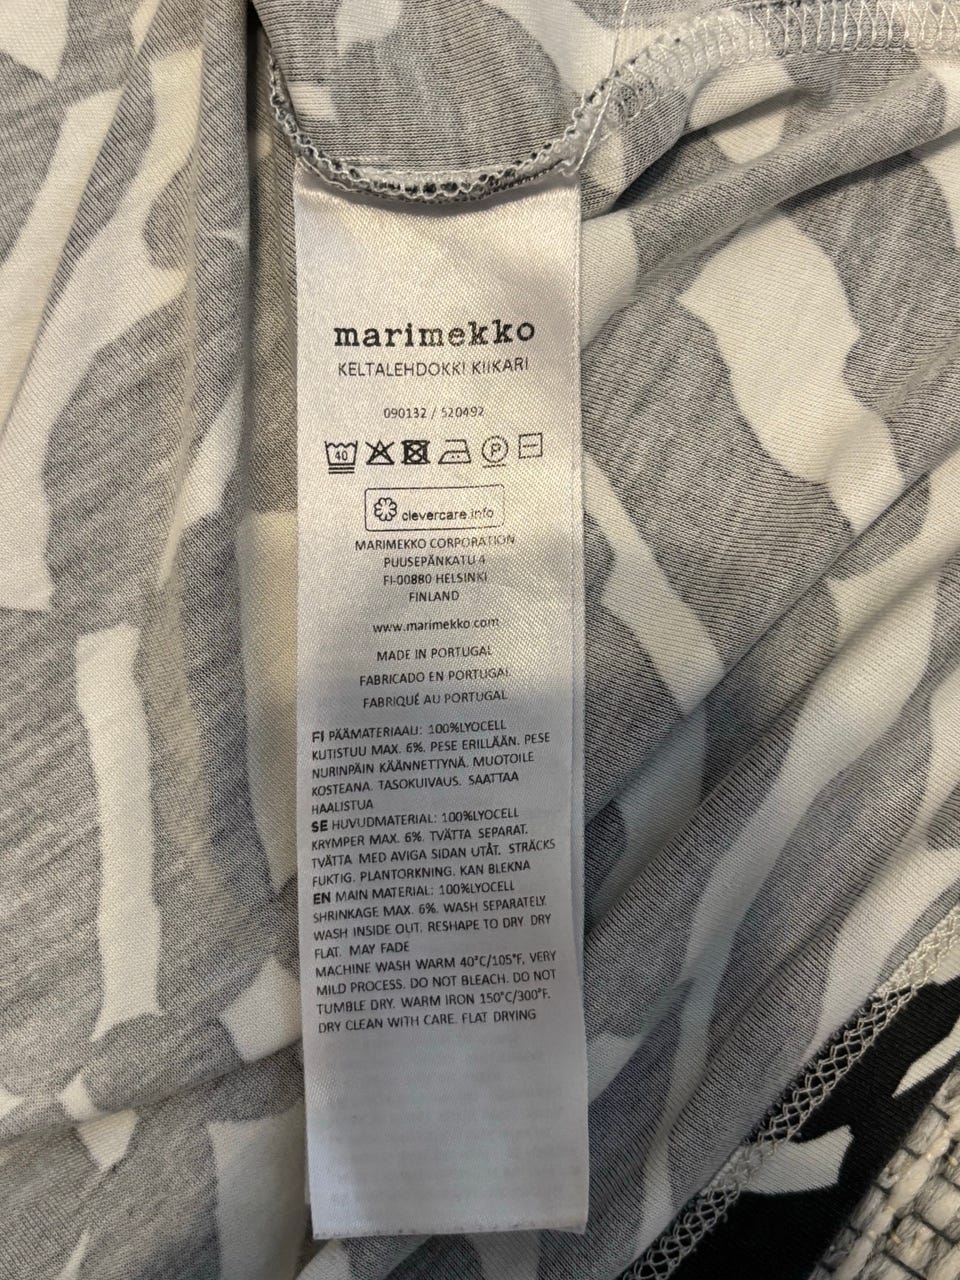 marimekko
KELTALEHDOKKI KIIKARI
090132 / 520492
40 P
clevercare.info
MARIMEKKO CORPORATION
PUUSEPÄNKATU 4
FI-00880 HELSINKI
FINLAND
www.marimekko.com
MADE IN PORTUGAL
FABRICADO EN PORTUGAL
FABRIQUÉ AU PORTUGAL
FI PÄÄMATERIAALI: 100%LYOCELL
KUTISTUU MAX. 6%. PESE ERILLÄÄN. PESE
NURINPÄIN KÄÄNNETTYNÄ. MUOTOILE
KOSTEANA. TASOKUIVAUS. SAATTAA
HAALISTUA
SE HUVUDMATERIAL: 100%LYOCELL
KRYMPER MAX. 6%. TVÄTTA SEPARAT.
TVÄTTA MED AVIGA SIDAN UTÅT. STRÄCKS
FUKTIG. PLANTORKNING. KAN BLEKNA
EN MAIN MATERIAL: 100%LYOCELL
SHRINKAGE MAX. 6%. WASH SEPARATELY.
WASH INSIDE OUT. RESHAPE TO DRY. DRY
FLAT. MAY FADE
MACHINE WASH WARM 40°C/105°F, VERY
MILD PROCESS. DO NOT BLEACH. DO NOT
TUMBLE DRY. WARM IRON 150°C/300°F.
DRY CLEAN WITH CARE. FLAT DRYING